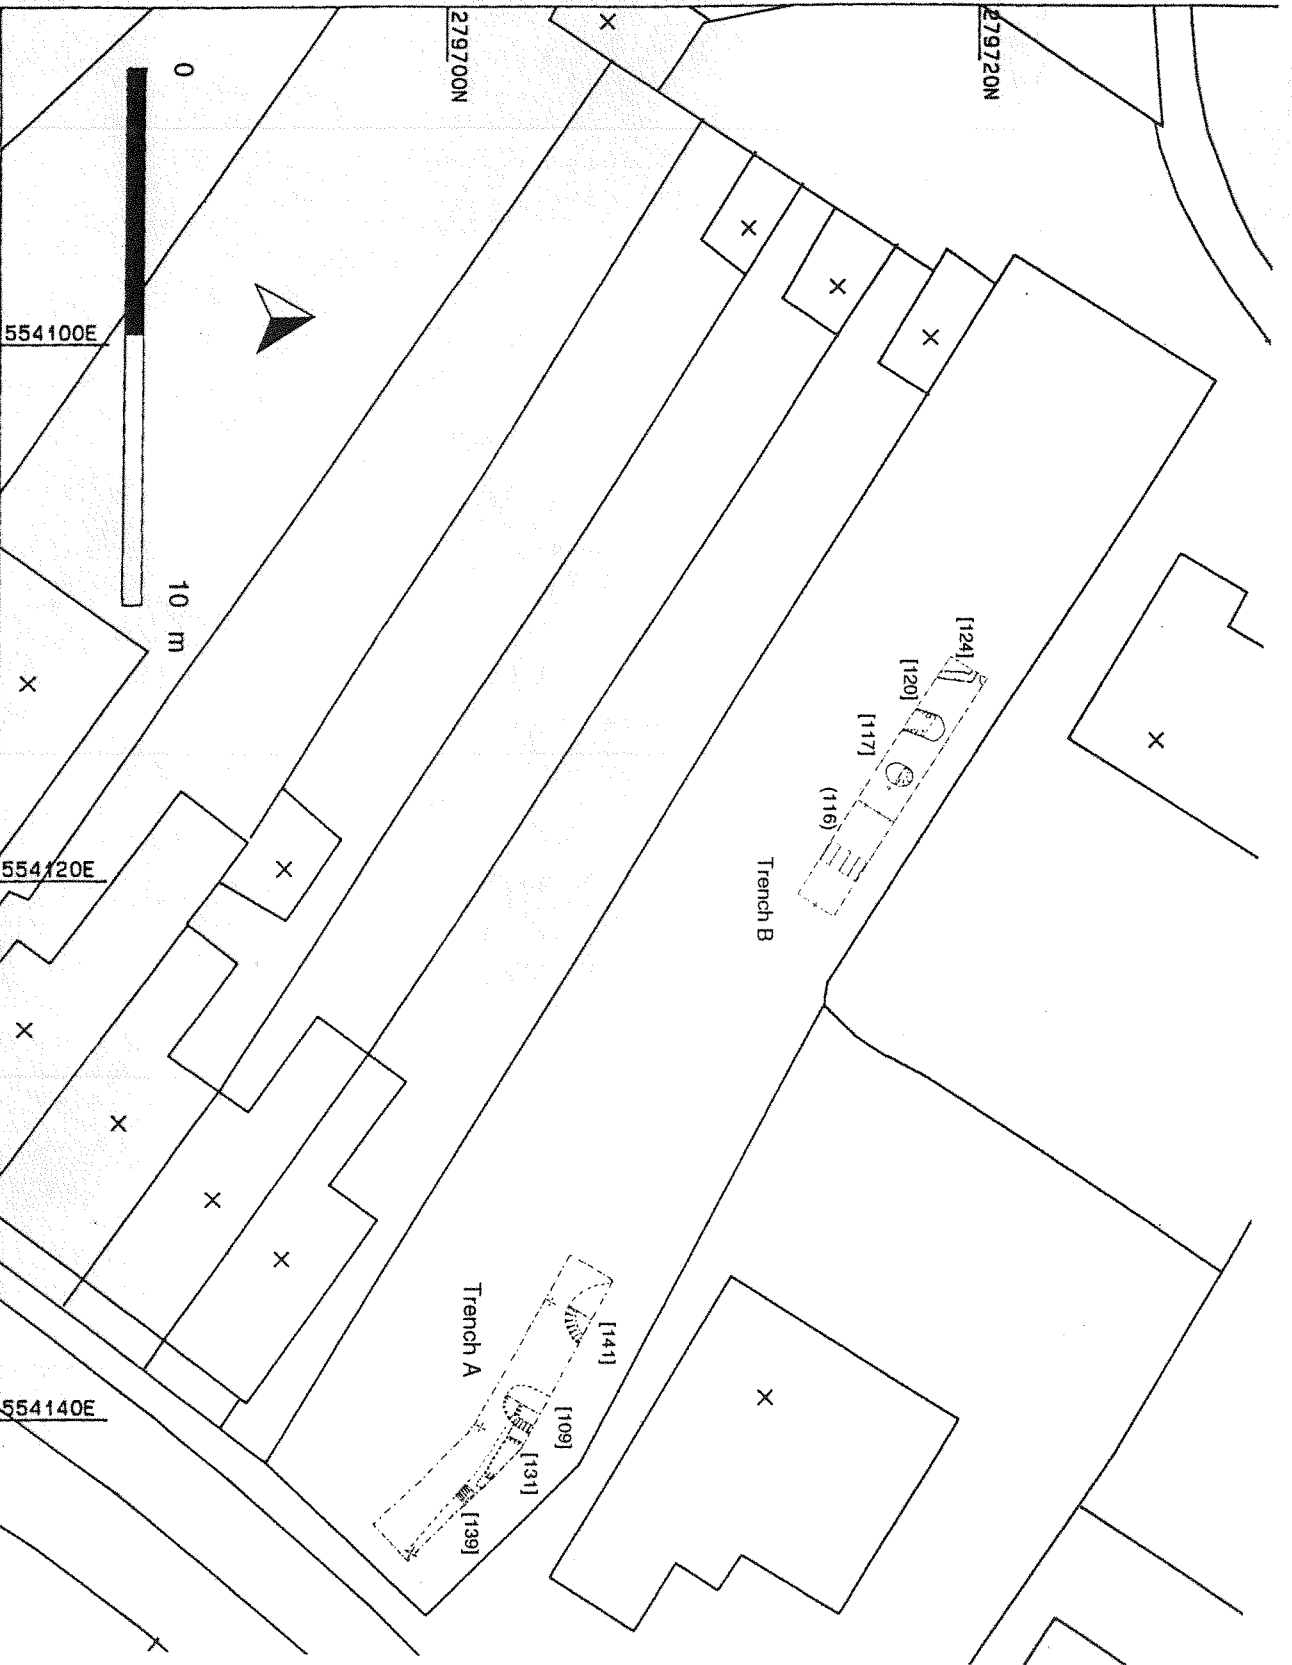 279700N
279720N
0
10 m
554100E
554120E
554140E
[124]
[120]
[117]
(116)
Trench B
Trench A
[141]
[109]
[131]
[139]